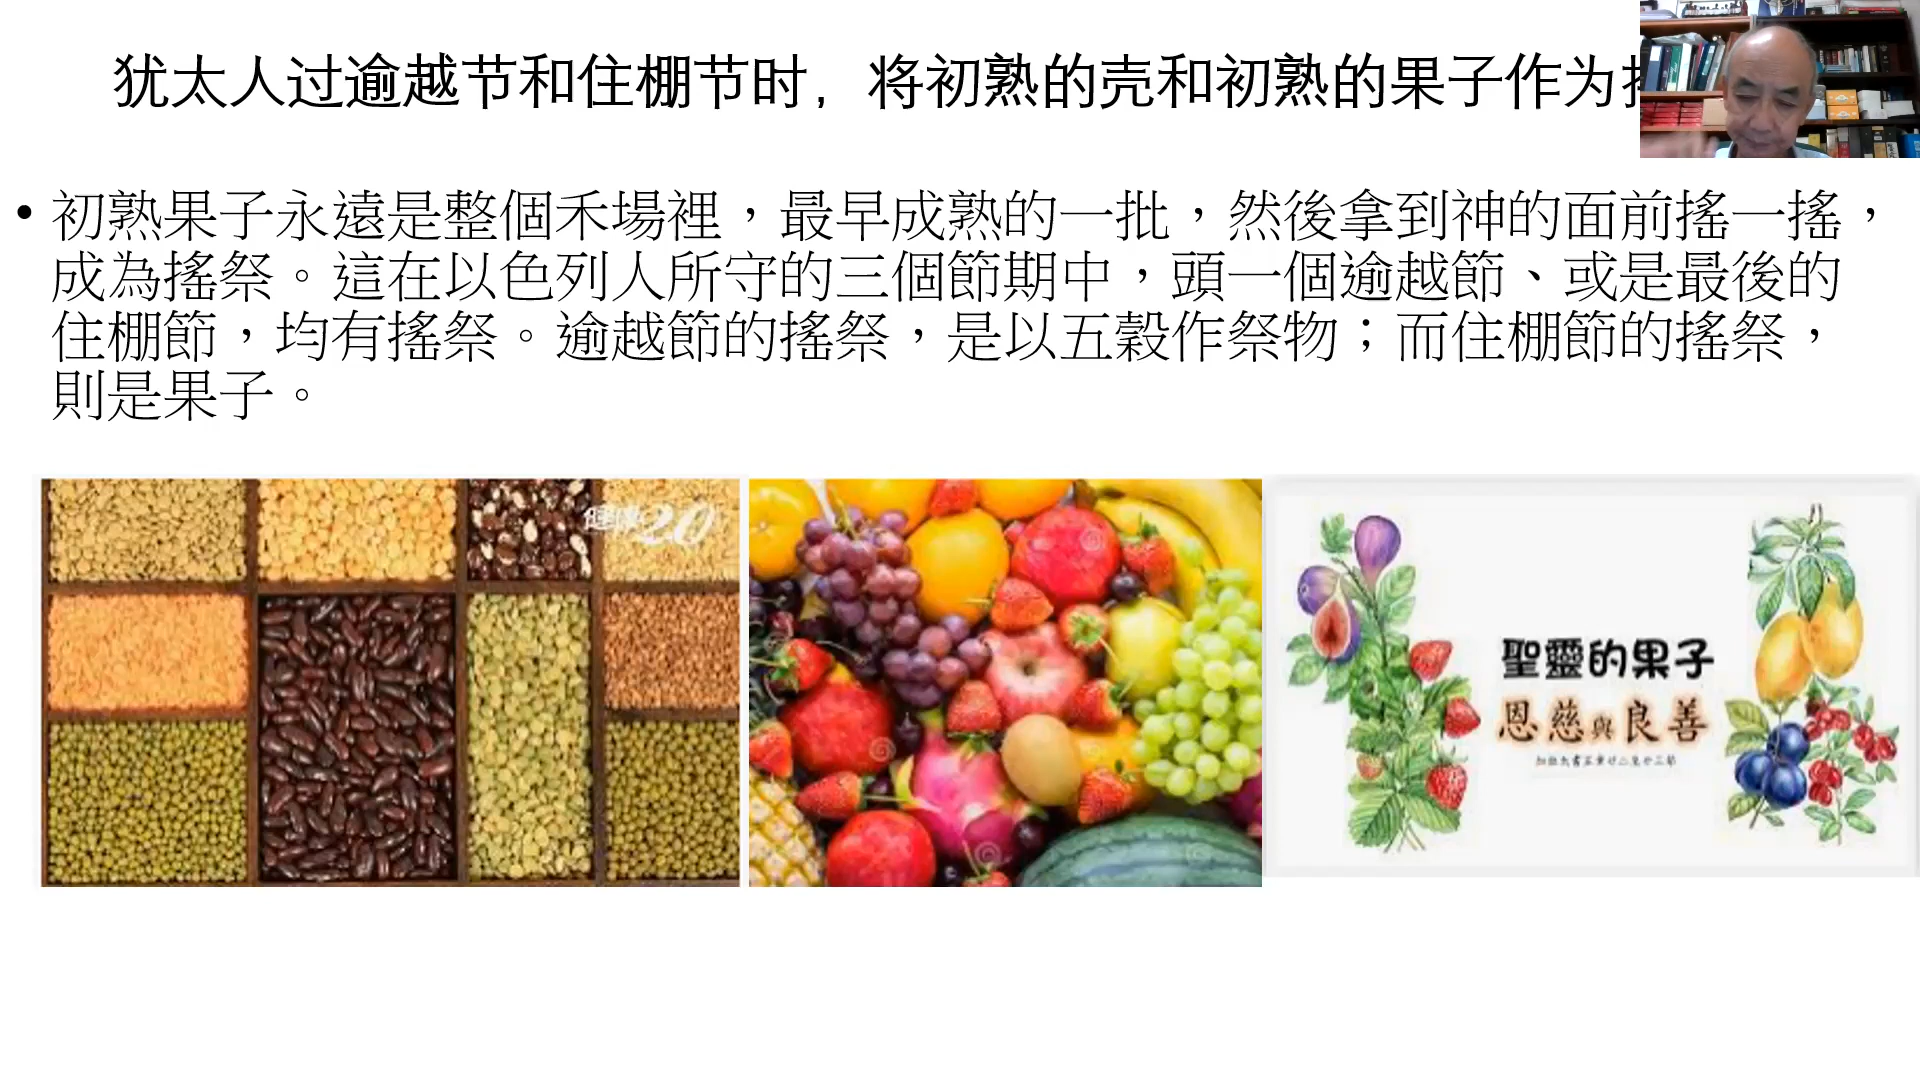 犹太人过逾越节和住棚节时，将初熟的壳和初熟的果子作为
• 初熟果子永遠是整個禾場裡，最早成熟的一批，然後拿到神的面前搖一搖，
成為搖祭。這在以色列人所守的三個節期中，頭一個逾越節、或是最後的
住棚節，均有搖祭。逾越節的搖祭，是以五穀作祭物；而住棚節的搖祭，
則是果子。
健康2.0
聖靈的果子
恩慈與良善